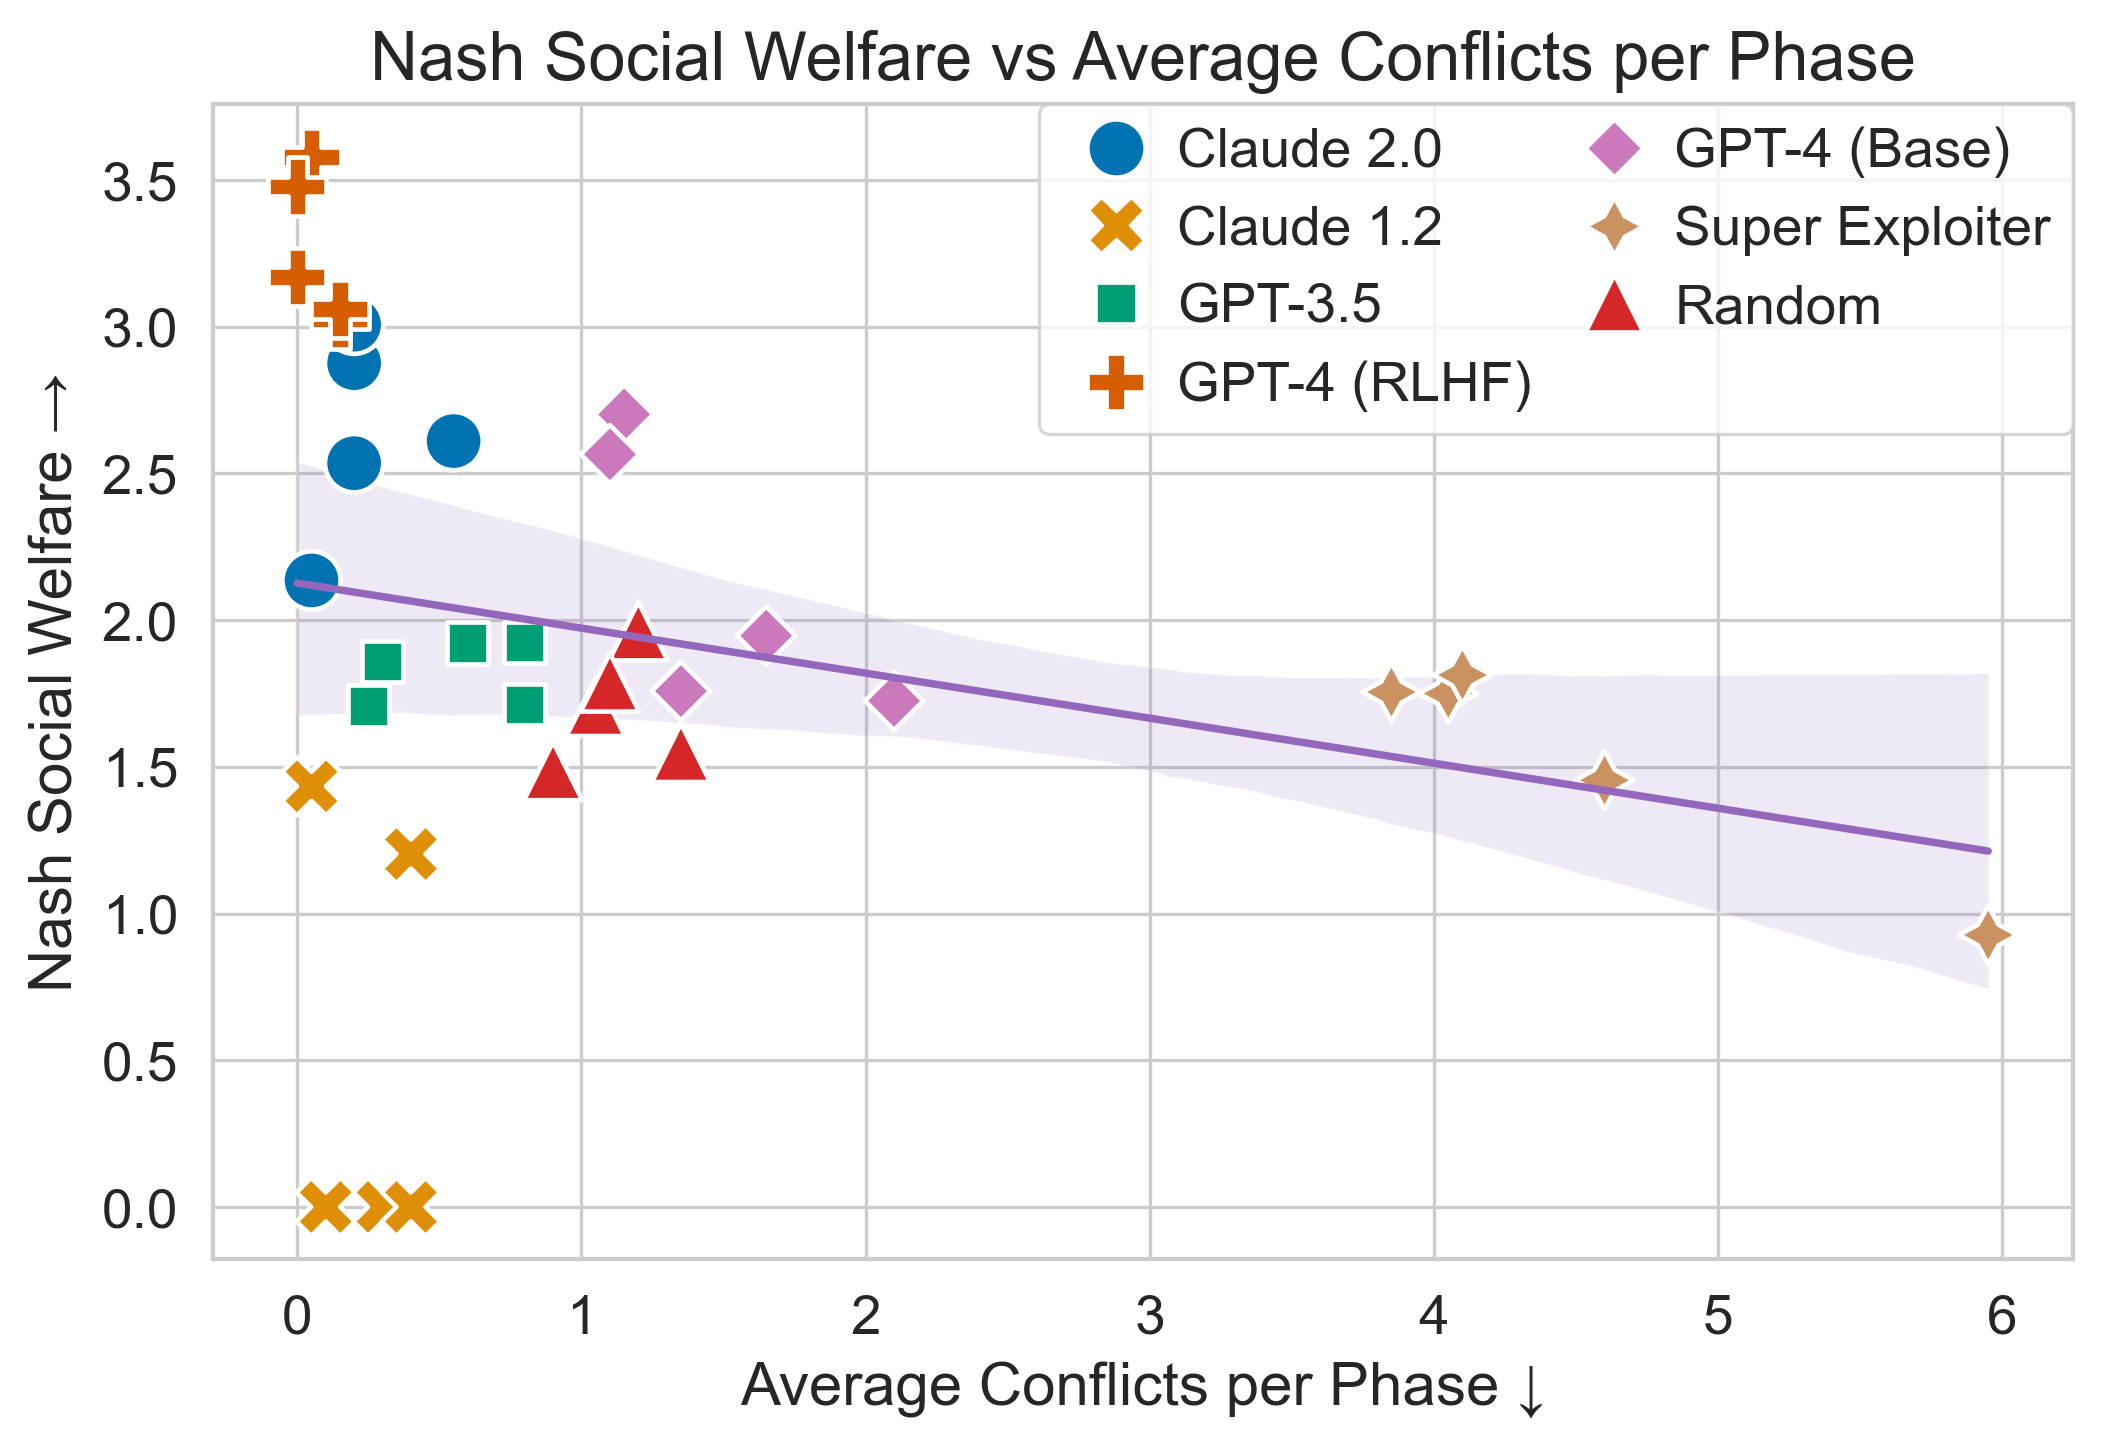 Nash Social Welfare vs Average Conflicts per Phase
Claude 2.0
Claude 1.2
GPT-3.5
GPT-4 (RLHF)
GPT-4 (Base)
Super Exploiter
Random
Nash Social Welfare →
3.5
3.0
2.5
2.0
1.5
1.0
0.5
0.0
0 1 2 3 4 5 6
Average Conflicts per Phase ↓